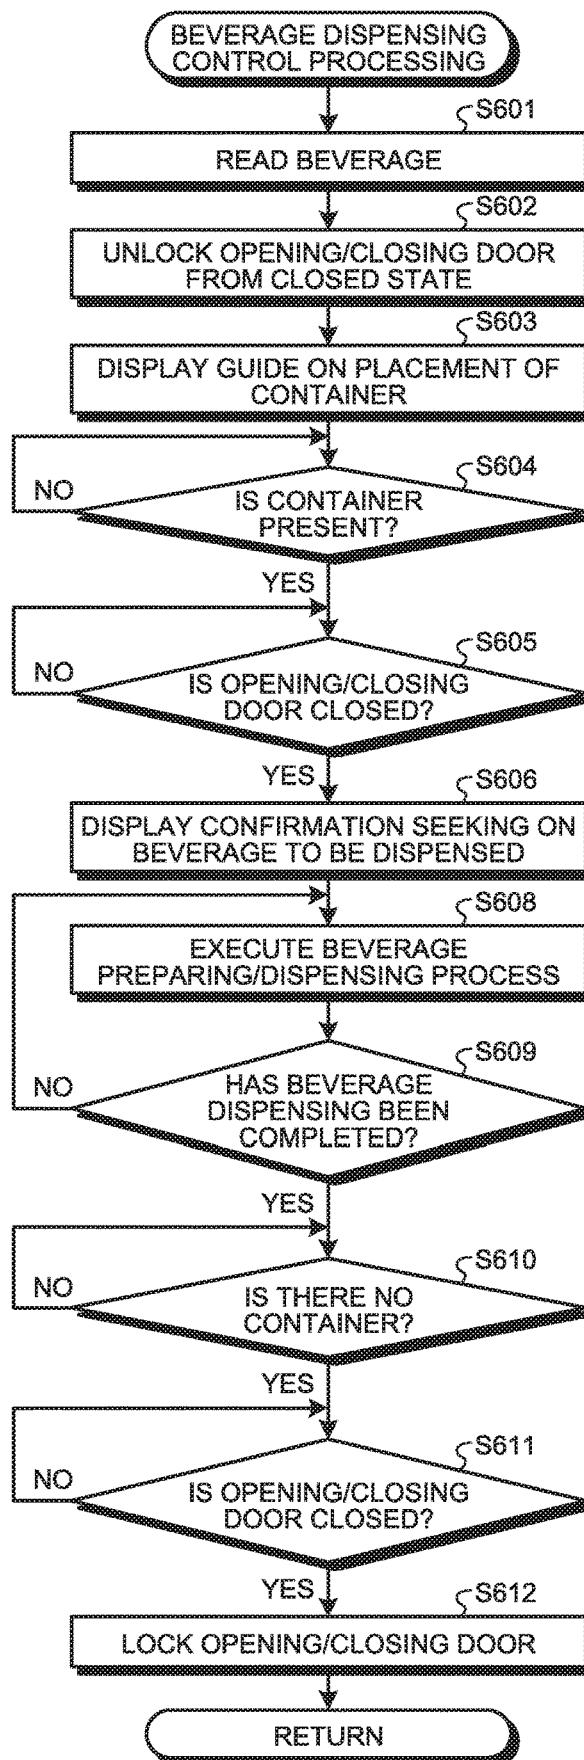 BEVERAGE DISPENSING
CONTROL PROCESSING
S601
READ BEVERAGE
S602
UNLOCK OPENING/CLOSING DOOR
FROM CLOSED STATE
S603
DISPLAY GUIDE ON PLACEMENT OF
CONTAINER
S604
NO
IS CONTAINER
PRESENT?
YES
S605
NO
IS OPENING/CLOSING
DOOR CLOSED?
YES
S606
DISPLAY CONFIRMATION SEEKING ON
BEVERAGE TO BE DISPENSED
S608
EXECUTE BEVERAGE
PREPARING/DISPENSING PROCESS
S609
NO
HAS BEVERAGE
DISPENSING BEEN
COMPLETED?
YES
S610
NO
IS THERE NO
CONTAINER?
YES
S611
NO
IS OPENING/CLOSING
DOOR CLOSED?
YES
S612
LOCK OPENING/CLOSING DOOR
RETURN